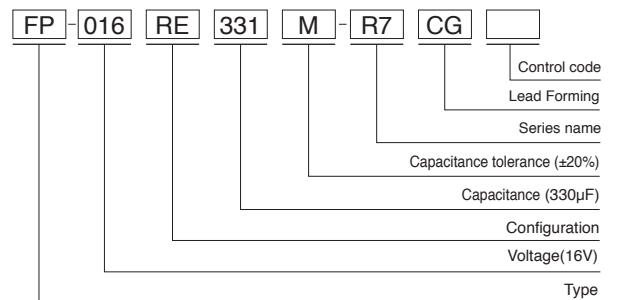 FP-016 RE 331 M-R7 CG
Control code
Lead Forming
Series name
Capacitance tolerance (±20%)
Capacitance (330µF)
Configuration
Voltage(16V)
Type